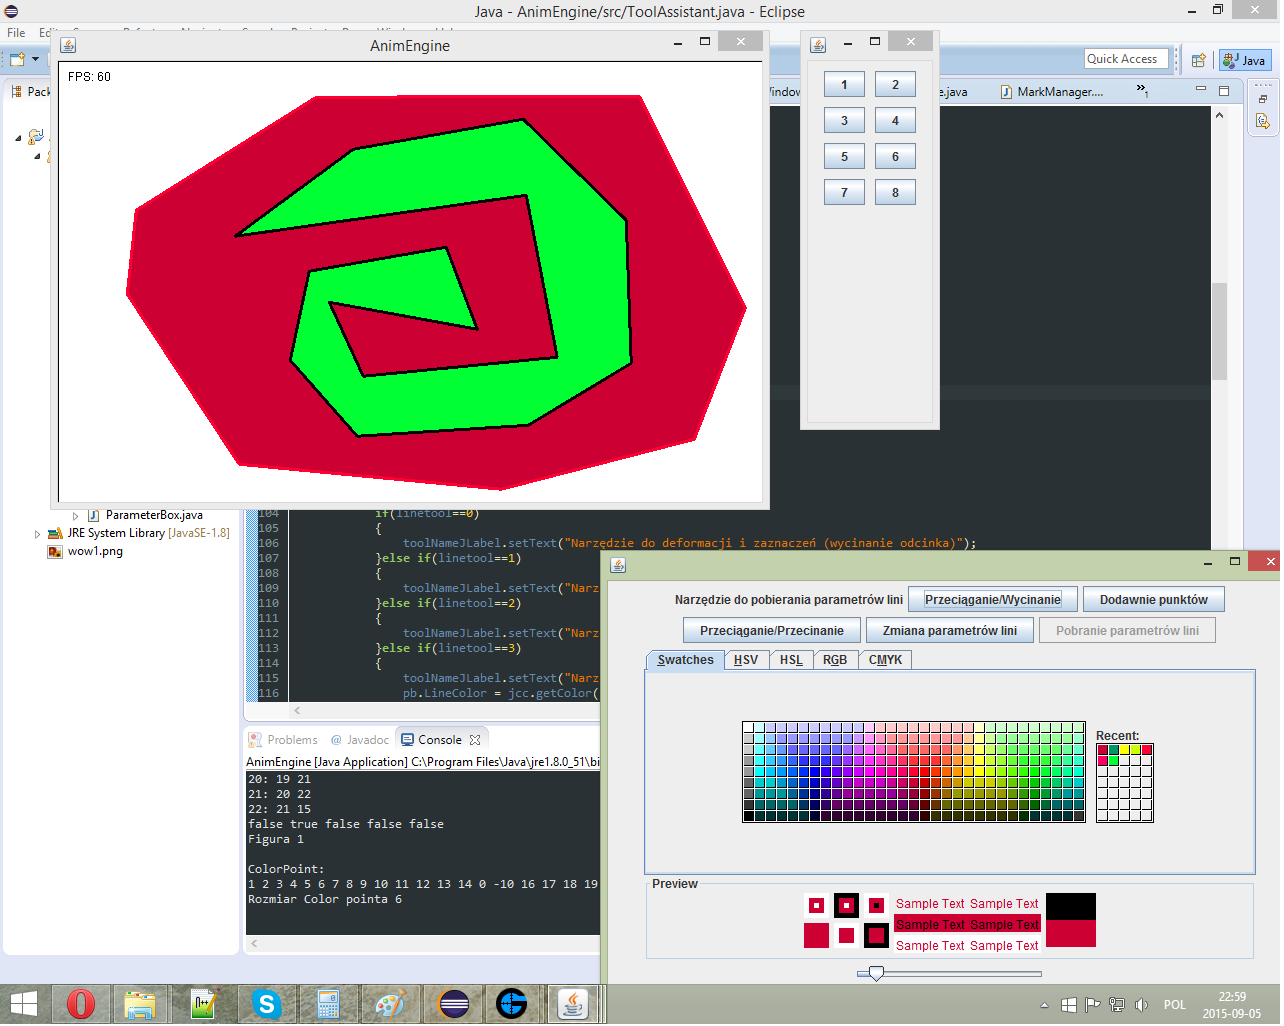 Java - AnimEngine/src/ToolAssistant.java - Eclipse
File
AnimEngine
FPS: 60
Quick Access
Java
Pack
e.java
MarkManager....
1
1 2
3 4
5 6
7 8
ParameterBox.java
JRE System Library [JavaSE-1.8]
wow1.png
104 if(linetool==0)
105 {
106 toolNameJLabel.setText("Narzędzie do deformacji i zaznaczeń (wycinanie odcinka)");
107 }else if(linetool==1)
108 {
109 toolNameJLabel.setText("Narz
110 }else if(linetool==2)
111 {
112 toolNameJLabel.setText("Narz
113 }else if(linetool==3)
114 {
115 toolNameJLabel.setText("Narz
116 pb.LineColor = jcc.getColor(
Problems @ Javadoc Console
AnimEngine [Java Application] C:\Program Files\Java\jre1.8.0_51\bi
20: 19 21
21: 20 22
22: 21 15
false true false false false
Figura 1
ColorPoint:
1 2 3 4 5 6 7 8 9 10 11 12 13 14 0 -10 16 17 18 19
Rozmiar Color pointa 6
Narzędzie do pobierania parametrów lini Przeciąganie/Wycinanie Dodawnie punktów
Przeciąganie/Przecinanie Zmiana parametrów lini Pobranie parametrów lini
Swatches HSV HSL RGB CMYK
Recent:
Preview
Sample Text Sample Text
Sample Text Sample Text
Sample Text Sample Text
POL
22:59
2015-09-05